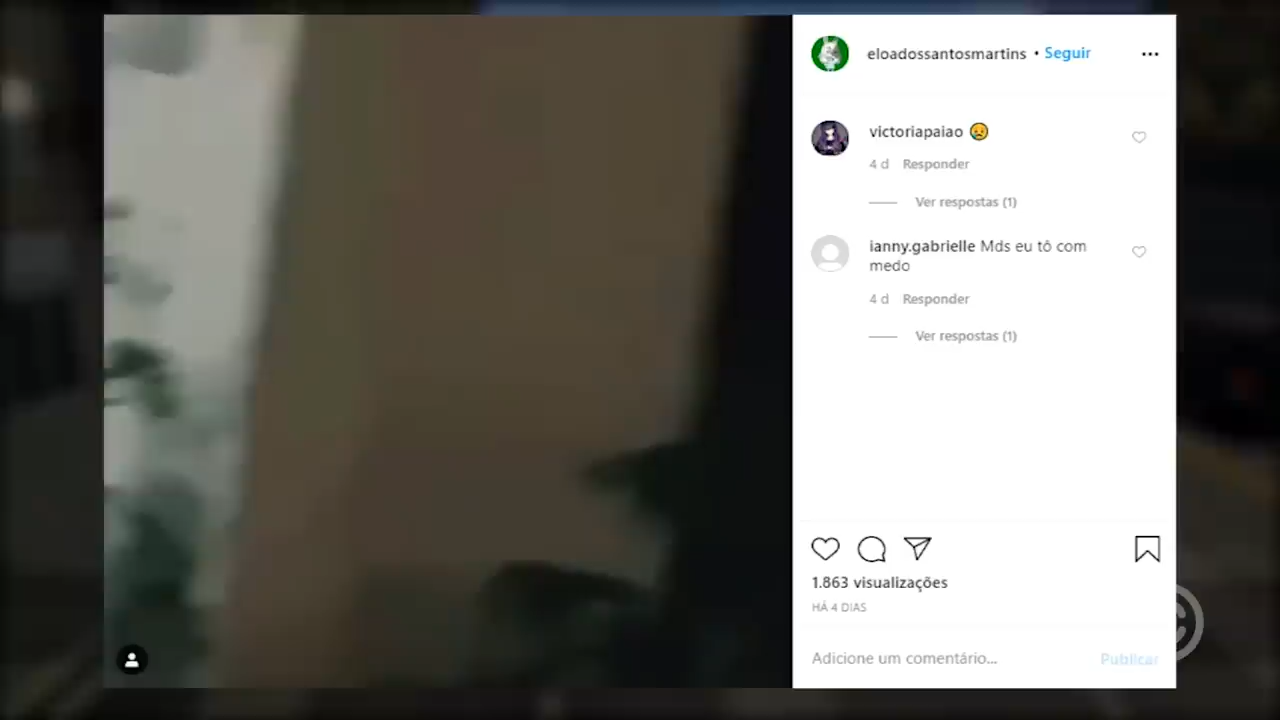 eloadossantosmartins • Seguir
victoriapaiao 😢
4 d Responder
Ver respostas (1)
ianny.gabrielle Mds eu tô com
medo
4 d Responder
Ver respostas (1)
1.863 visualizações
HÁ 4 DIAS
Adicione um comentário... Publicar